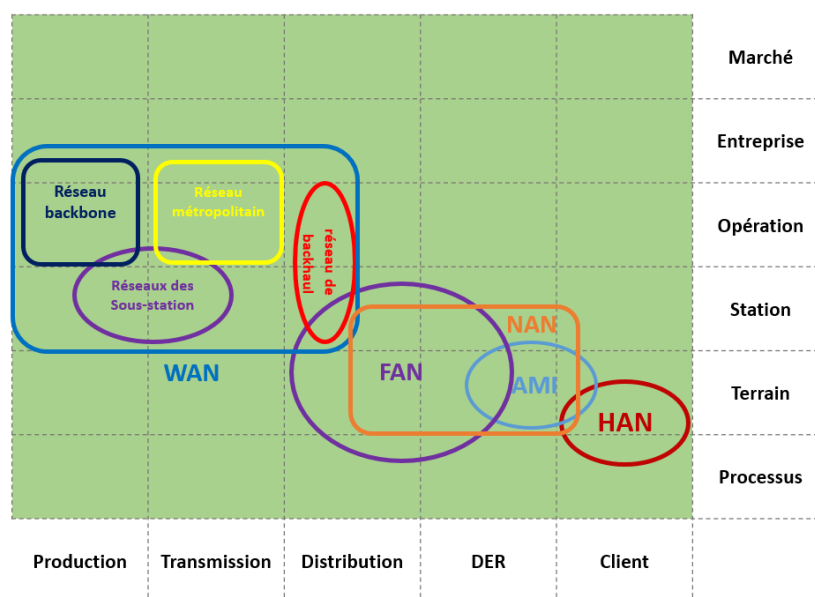 Marché
Entreprise
Réseau
backbone
Réseau
métropolitain
Opération
réseau de
backhaul
Réseaux des
Sous-station
Station
NAN
WAN
FAN
AMI
Terrain
HAN
Processus
Production
Transmission
Distribution
DER
Client